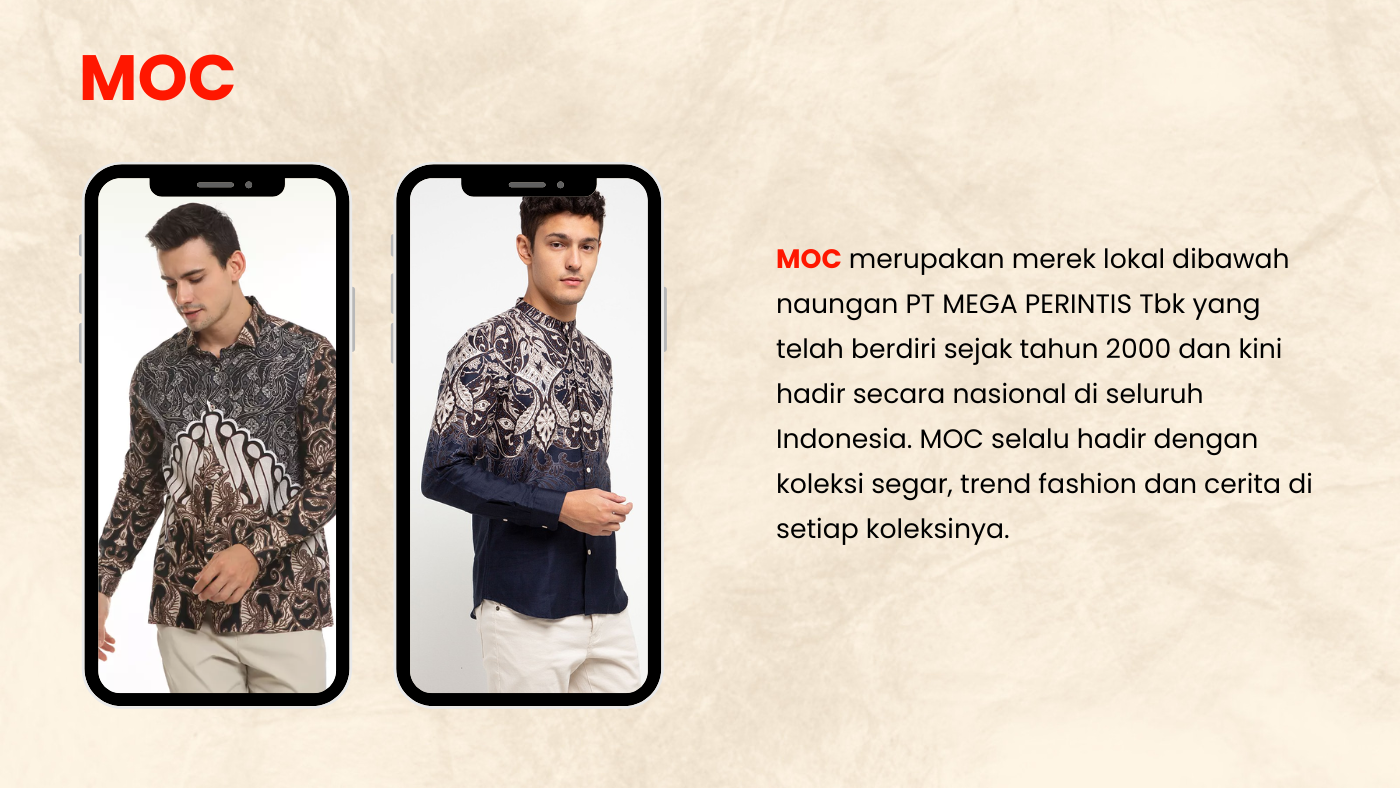 MOC
MOC merupakan merek lokal dibawah
naungan PT MEGA PERINTIS Tbk yang
telah berdiri sejak tahun 2000 dan kini
hadir secara nasional di seluruh
Indonesia. MOC selalu hadir dengan
koleksi segar, trend fashion dan cerita di
setiap koleksinya.